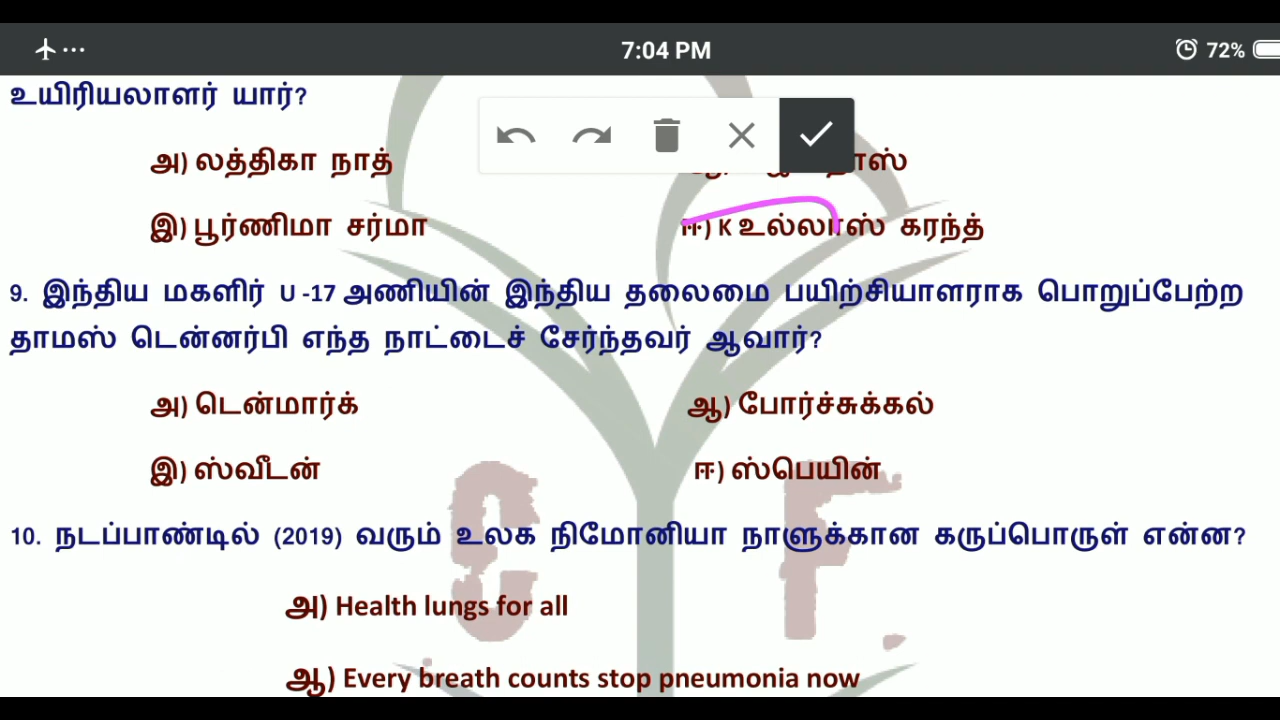 7:04 PM
72%
உயிரியலாளர் யார்?
அ) லத்திகா நாத்
இ) பூர்ணிமா சர்மா
ஈ) K உல்லாஸ் கரந்த்
9. இந்திய மகளிர் U -17 அணியின் இந்திய தலைமை பயிற்சியாளராக பொறுப்பேற்ற
தாமஸ் டென்னர்பி எந்த நாட்டைச் சேர்ந்தவர் ஆவார்?
அ) டென்மார்க்
ஆ) போர்ச்சுக்கல்
இ) ஸ்வீடன்
ஈ) ஸ்பெயின்
10. நடப்பாண்டில் (2019) வரும் உலக நிமோனியா நாளுக்கான கருப்பொருள் என்ன?
அ) Health lungs for all
ஆ) Every breath counts stop pneumonia now
C F